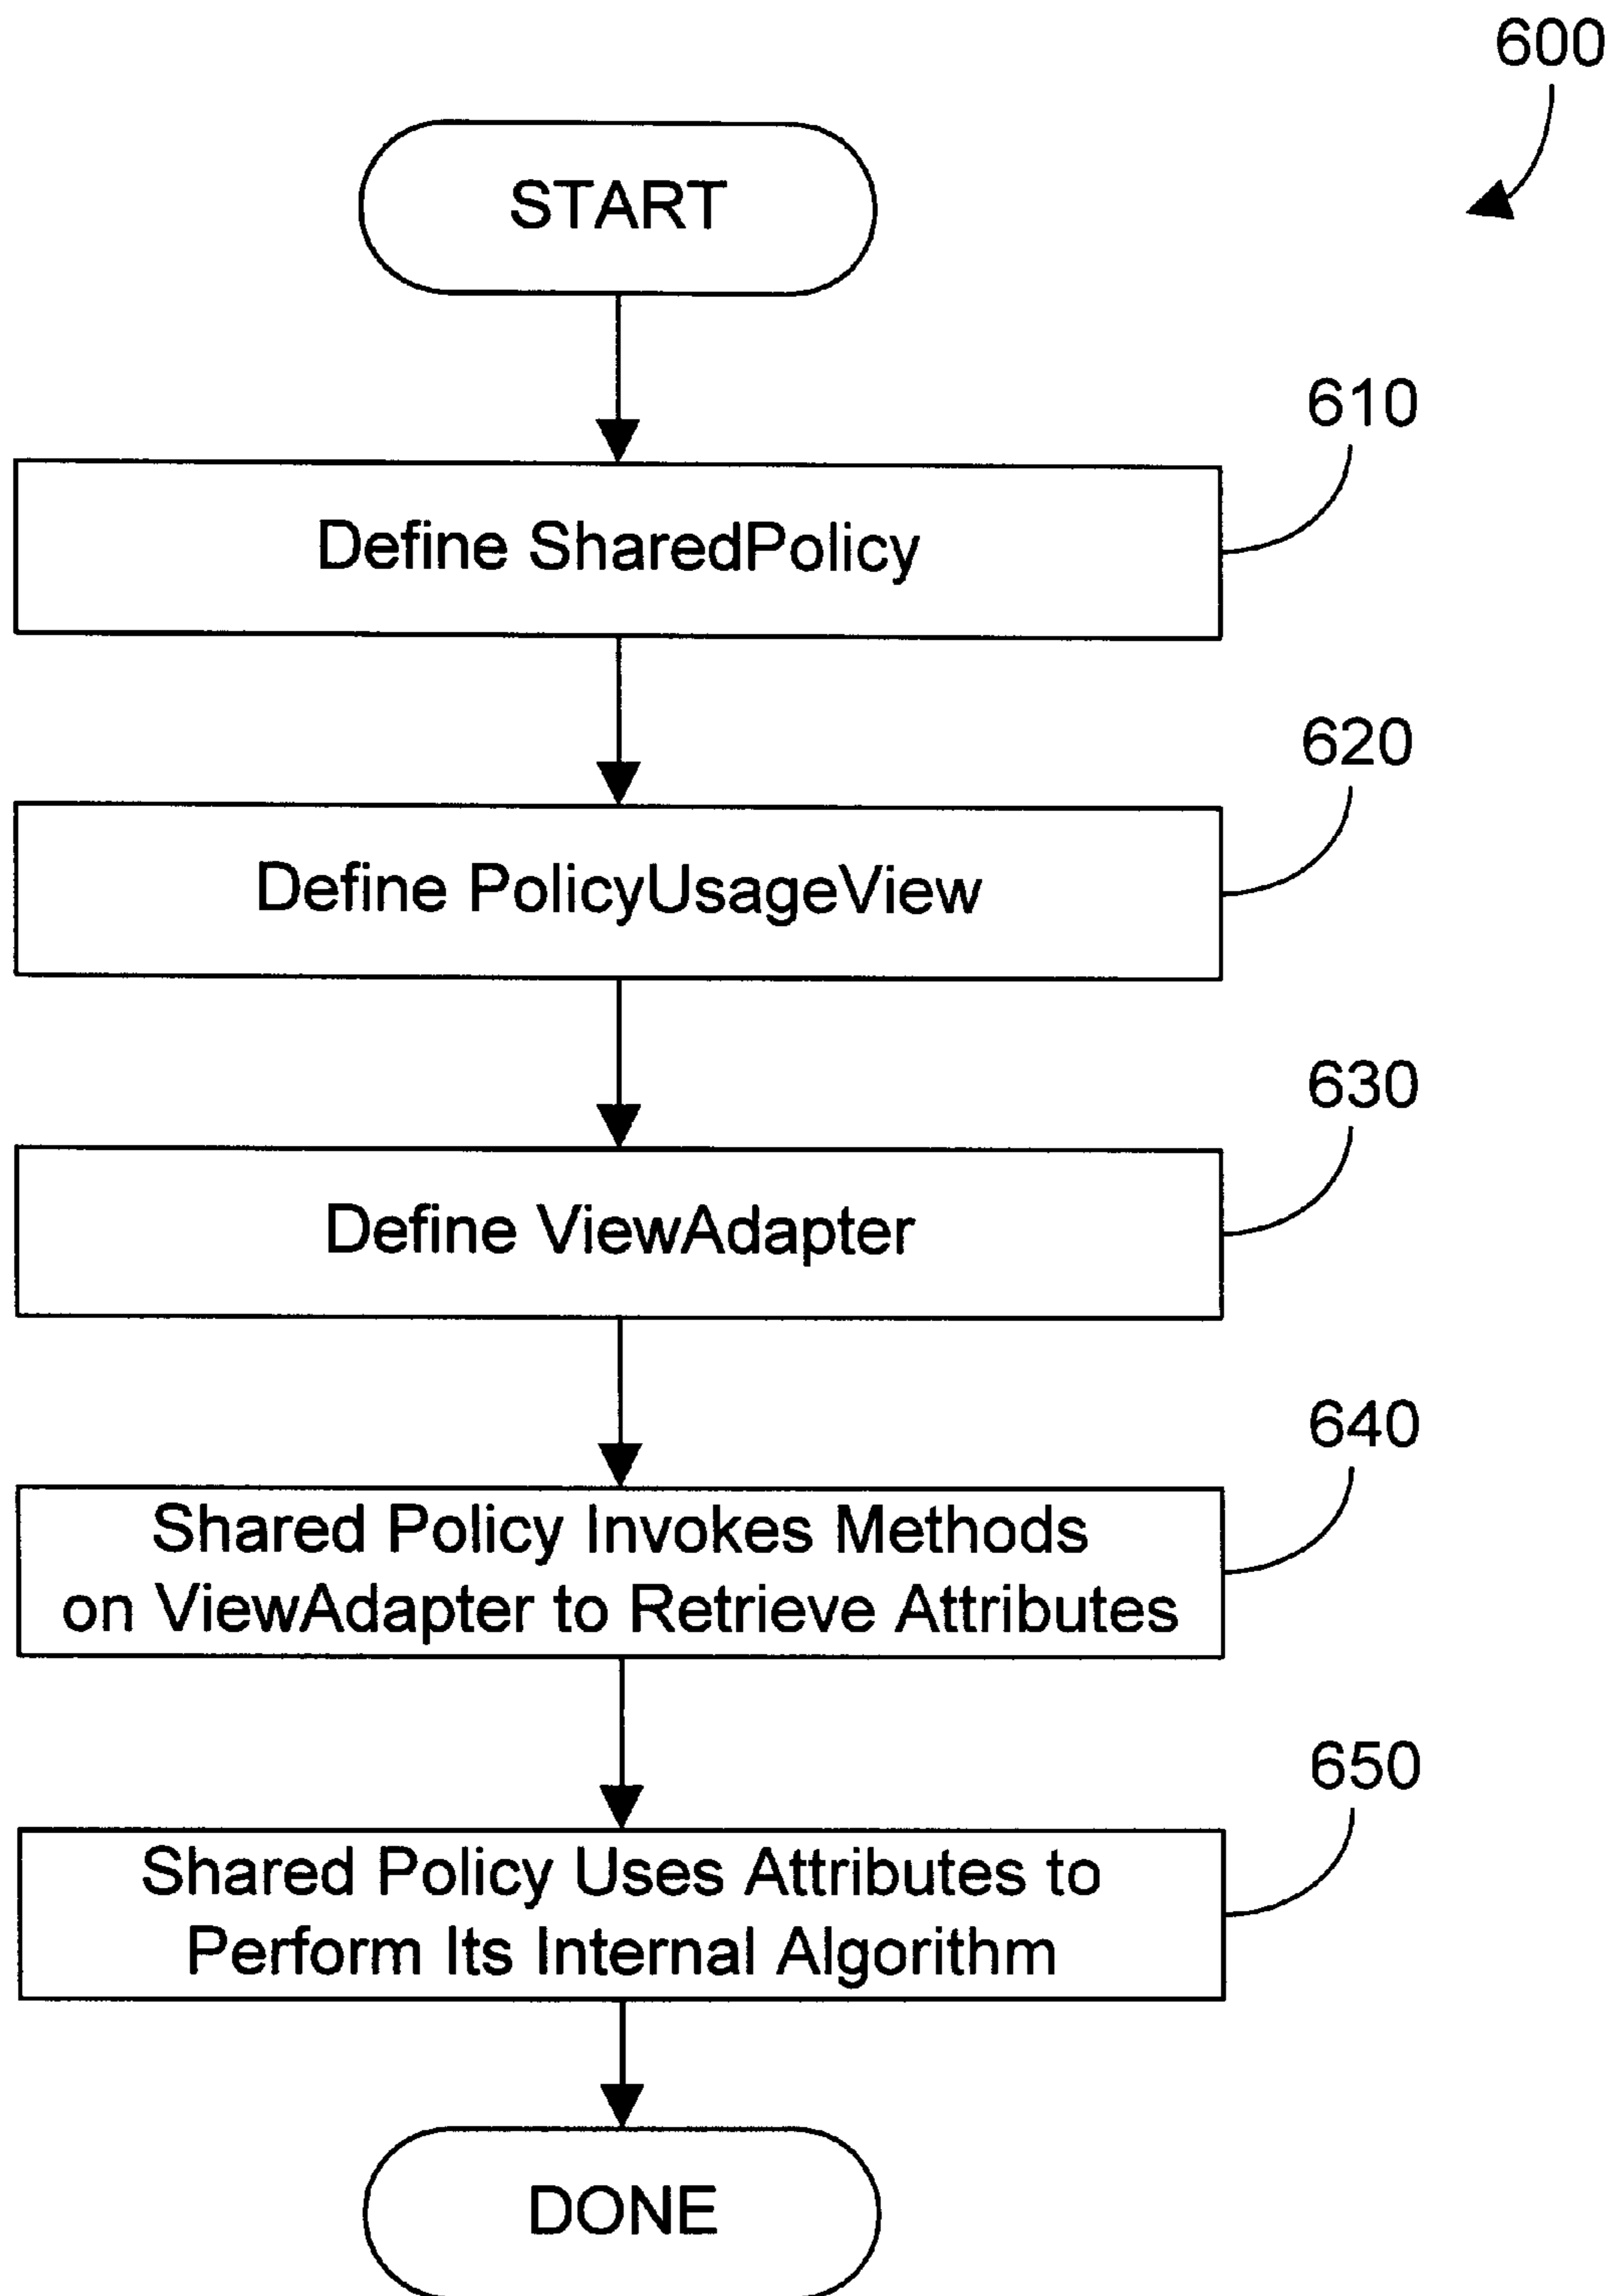 600
START
610
Define SharedPolicy
620
Define PolicyUsageView
630
Define ViewAdapter
640
Shared Policy Invokes Methods
on ViewAdapter to Retrieve Attributes
650
Shared Policy Uses Attributes to
Perform Its Internal Algorithm
DONE